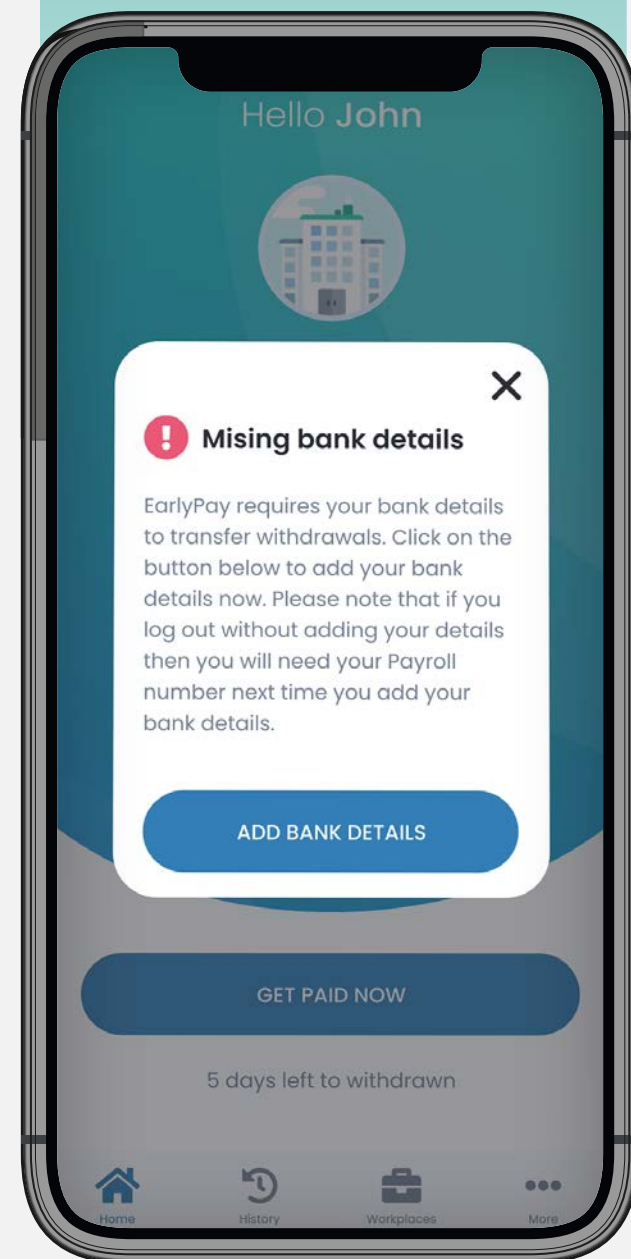 Hello John
Mising bank details
EarlyPay requires your bank details
to transfer withdrawals. Click on the
button below to add your bank
details now. Please note that if you
log out without adding your details
then you will need your Payroll
number next time you add your
bank details.
ADD BANK DETAILS
GET PAID NOW
5 days left to withdrawn
Home History Workplaces More